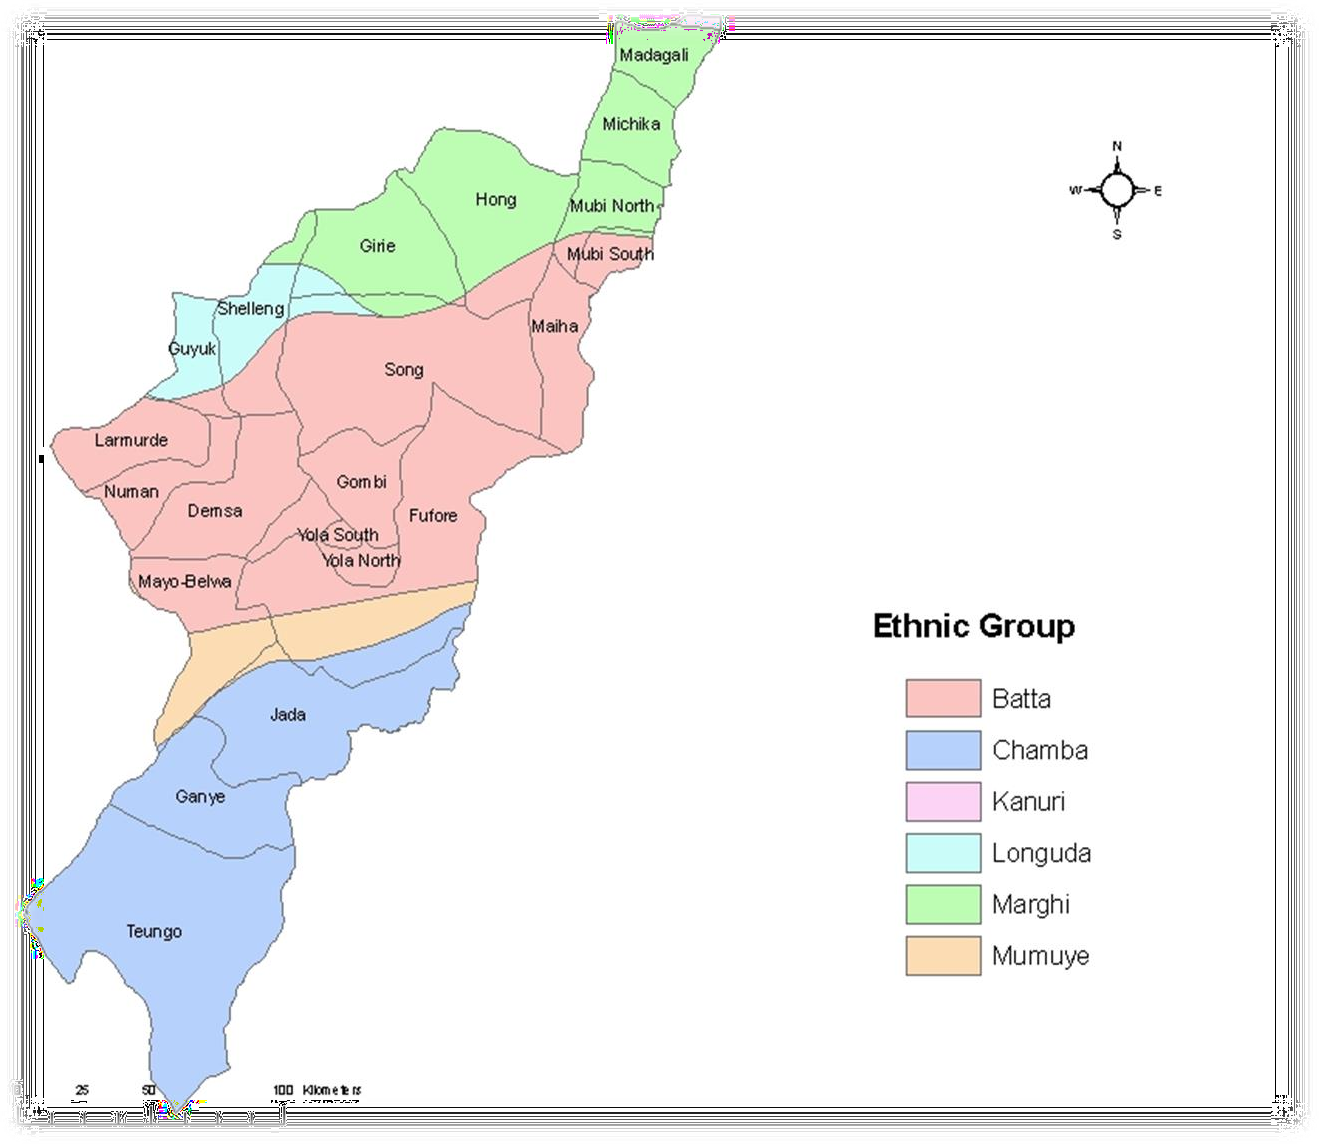 Madagali
Michika
N
W E
S
Hong
Mubi North
Girie
Mubi South
Shelleng
Maiha
Guyuk
Song
Larmurde
Gombi
Numan
Demsa
Fufore
Yola South
Yola North
Mayo-Belwa
Ethnic Group
Batta
Jada
Chamba
Ganye
Kanuri
Longuda
Marghi
Teungo
Mumuye
25 50 100 Kilometers